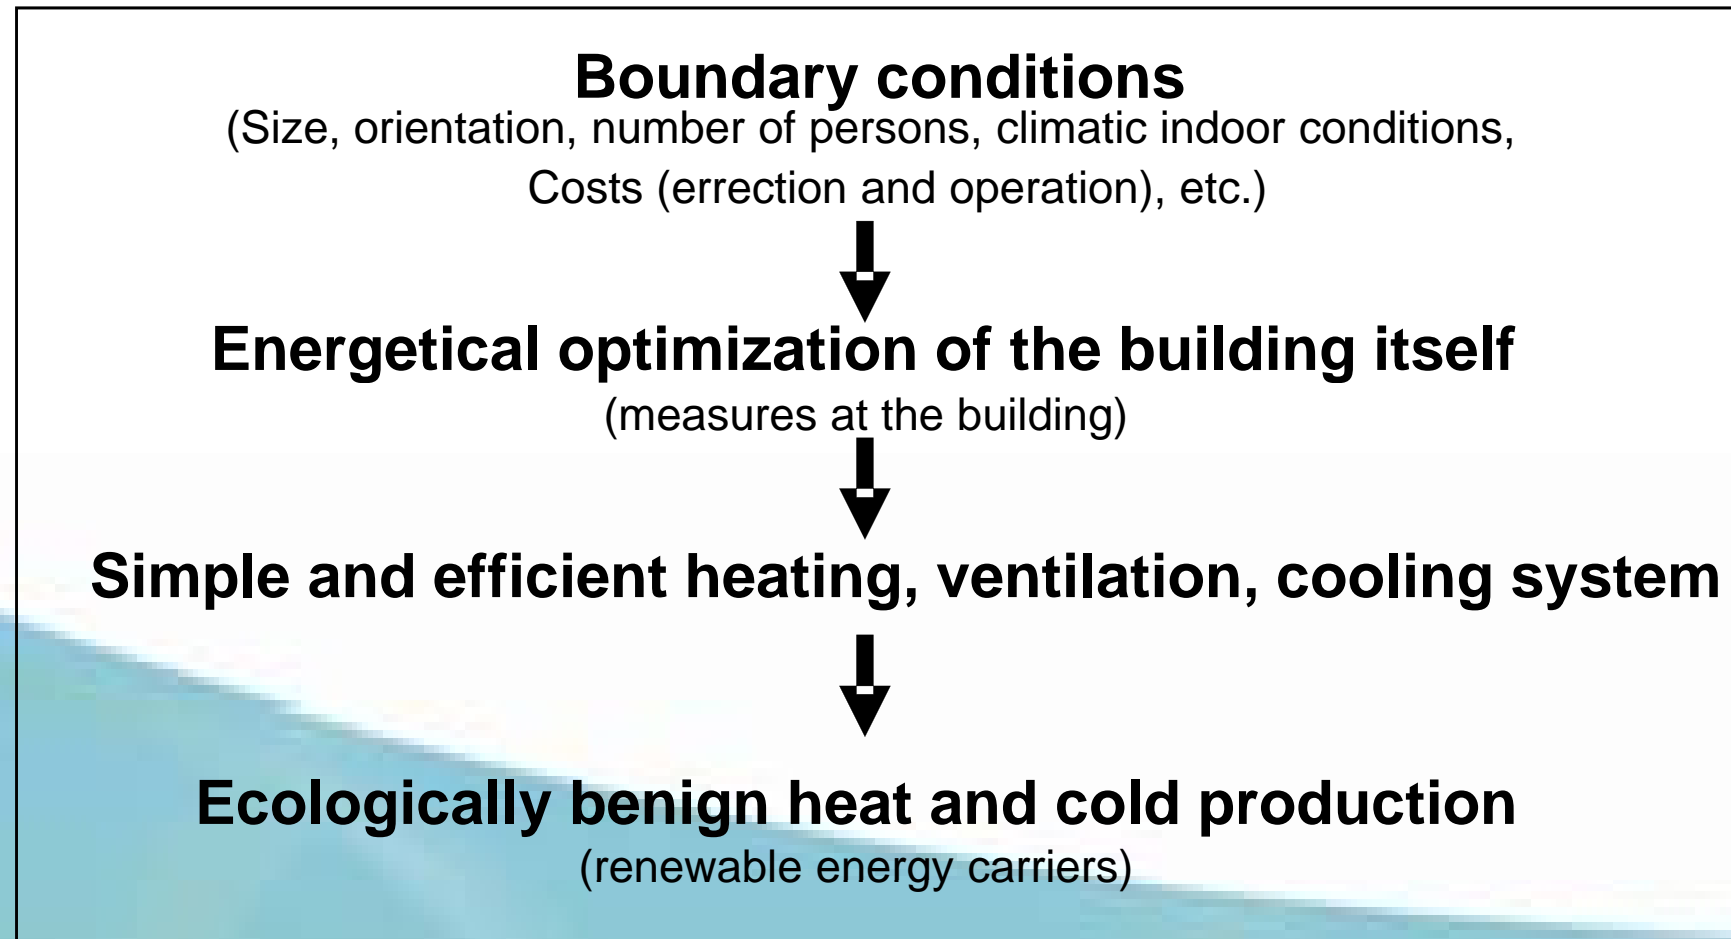 Boundary conditions
(Size, orientation, number of persons, climatic indoor conditions,
Costs (errection and operation), etc.)
Energetical optimization of the building itself
(measures at the building)
Simple and efficient heating, ventilation, cooling system
Ecologically benign heat and cold production
(renewable energy carriers)